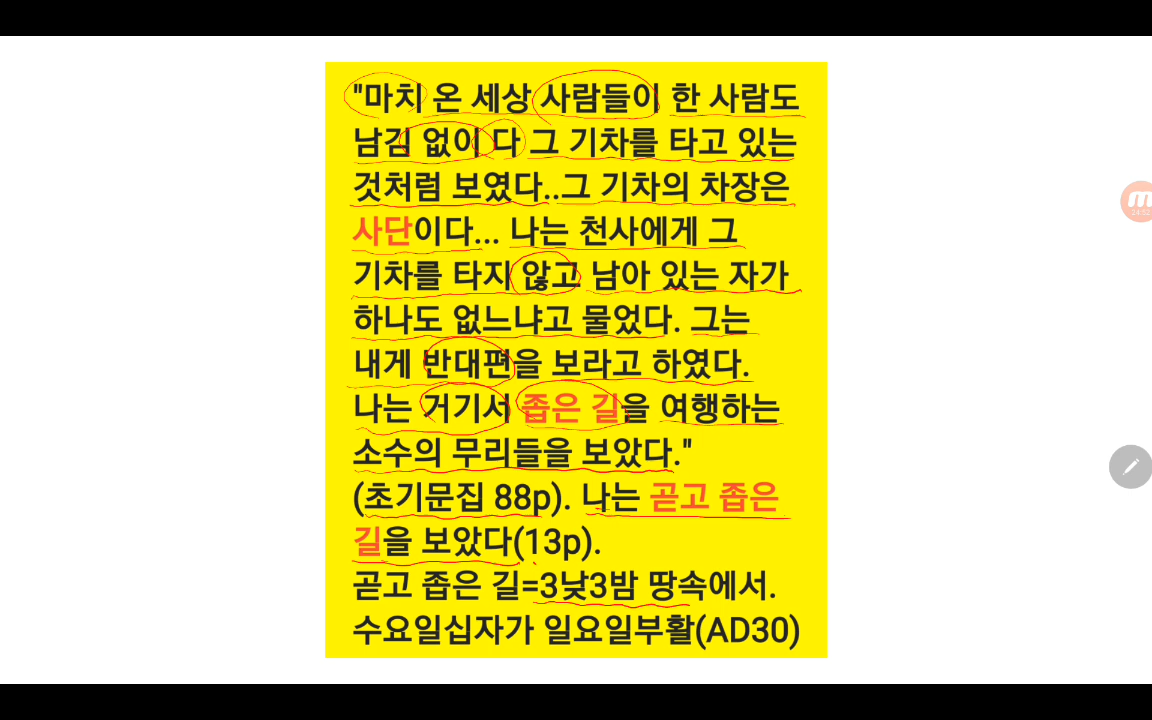 "마치 온 세상 사람들이 한 사람도
남김 없이 다 그 기차를 타고 있는
것처럼 보였다..그 기차의 차장은
사단이다... 나는 천사에게 그
기차를 타지 않고 남아 있는 자가
하나도 없느냐고 물었다. 그는
내게 반대편을 보라고 하였다.
나는 거기서 좁은 길을 여행하는
소수의 무리들을 보았다."
(초기문집 88p). 나는 곧고 좁은
길을 보았다(13p).
곧고 좁은 길=3낮3밤 땅속에서.
수요일십자가 일요일부활(AD30)
24:52